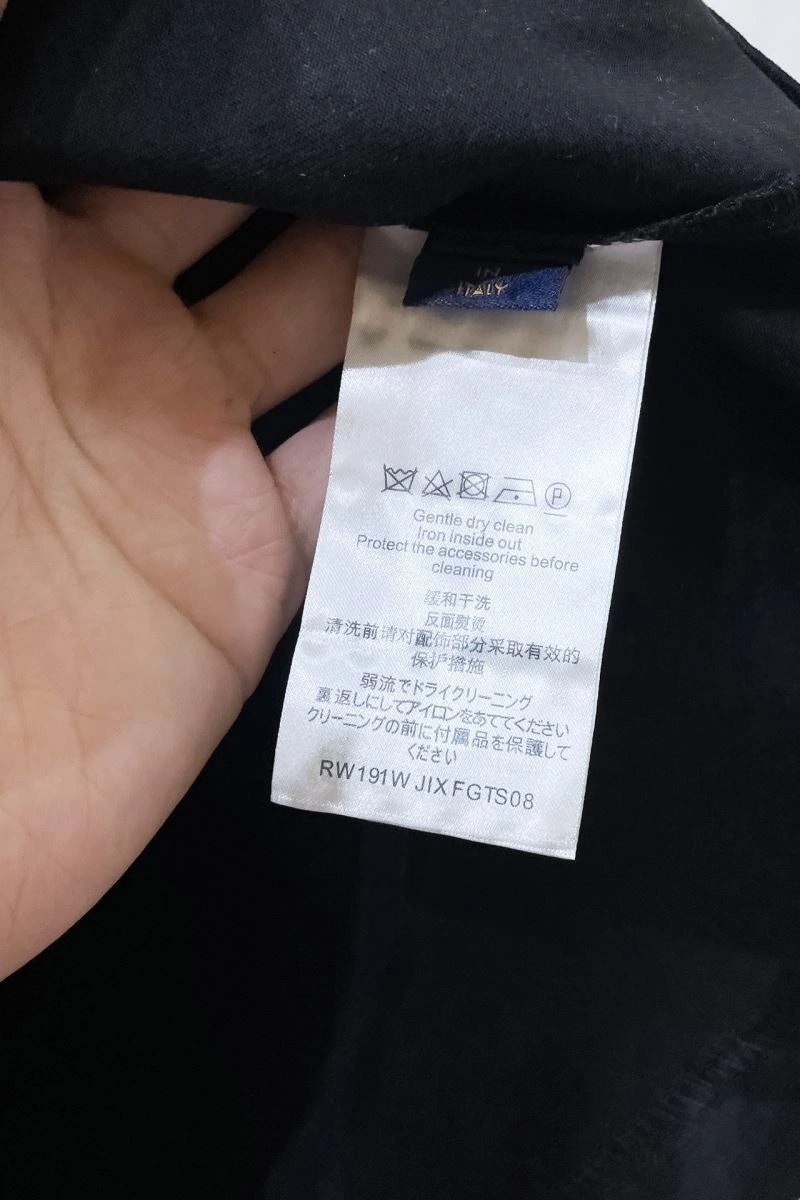 IN
ITALY
P
Gentle dry clean
Iron inside out
Protect the accessories before
cleaning
缓和干洗
反面熨烫
清洗前请对配饰部分采取有效的
保护措施
弱流でドライクリーニング
裏返しにしてアイロンをあててください
クリーニングの前に付属品を保護して
ください
RW191W JIXFGTS08